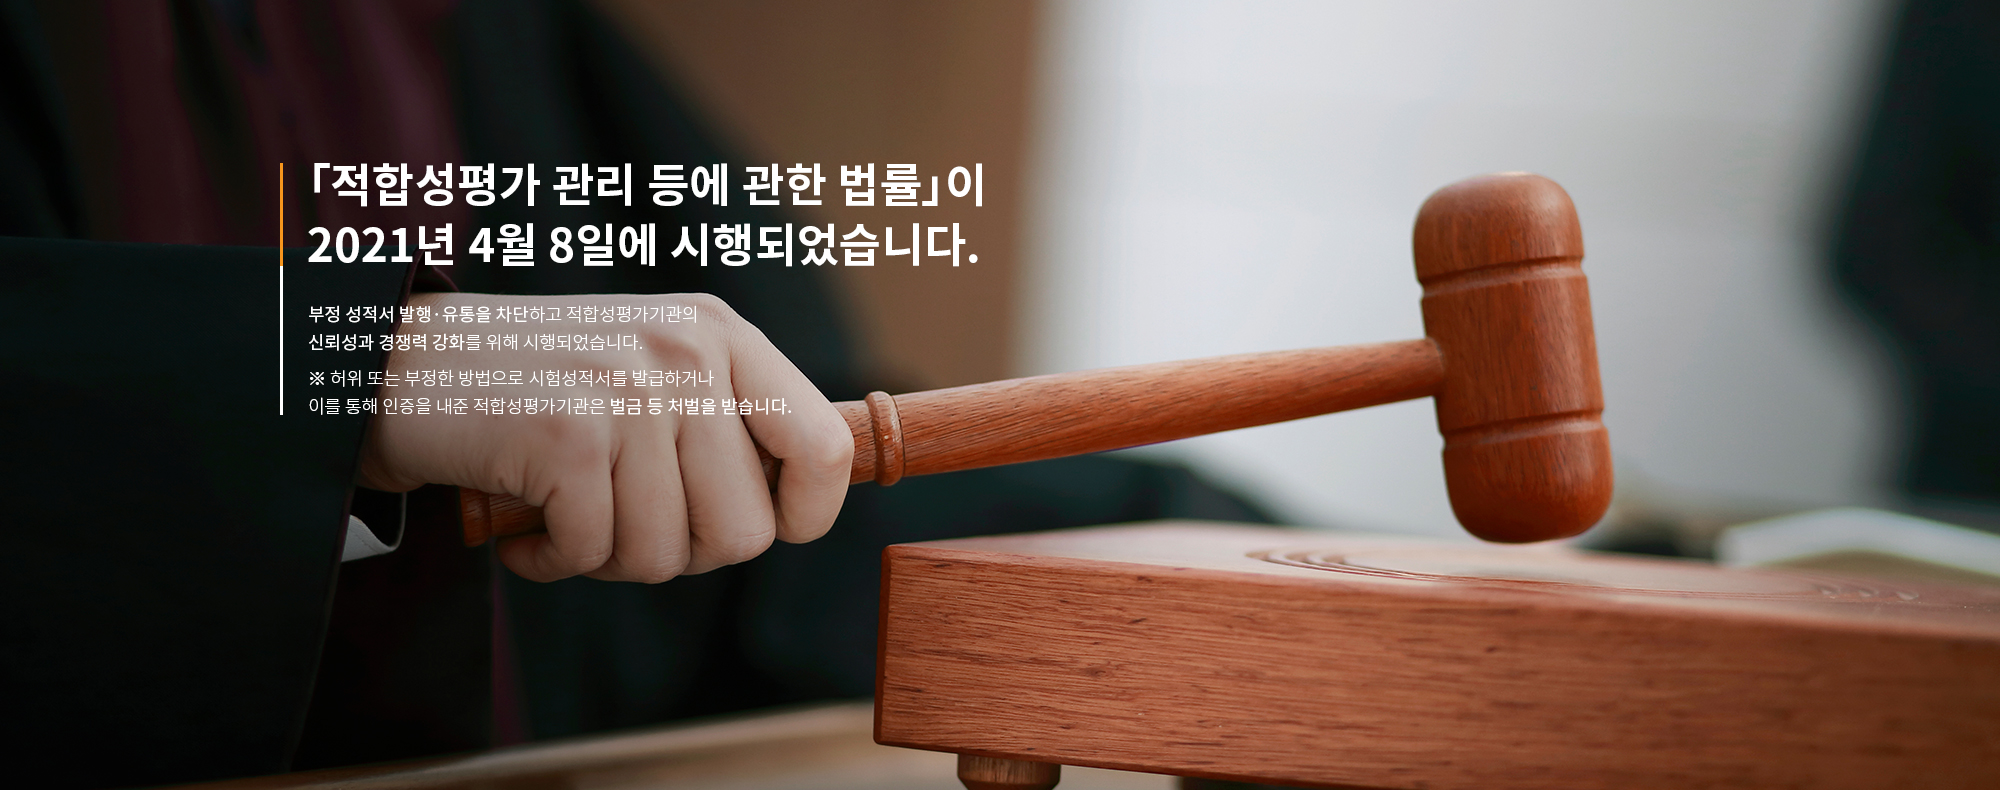 「적합성평가 관리 등에 관한 법률」이
2021년 4월 8일에 시행되었습니다.
부정 성적서 발행·유통을 차단하고 적합성평가기관의
신뢰성과 경쟁력 강화를 위해 시행되었습니다.
※ 허위 또는 부정한 방법으로 시험성적서를 발급하거나
이를 통해 인증을 내준 적합성평가기관은 벌금 등 처벌을 받습니다.